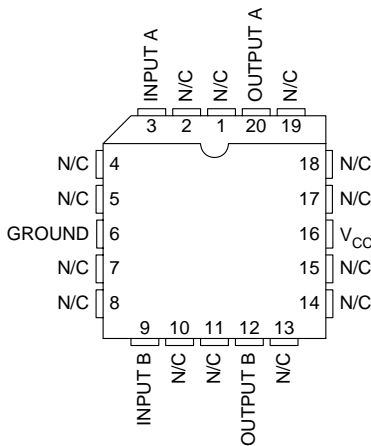 INPUT A
N/C
N/C
OUTPUT A
N/C
3 2 1 20 19
N/C 4 18 N/C
N/C 5 17 N/C
GROUND 6 16 VCC
N/C 7 15 N/C
N/C 8 14 N/C
9 10 11 12 13
INPUT B
N/C
N/C
OUTPUT B
N/C